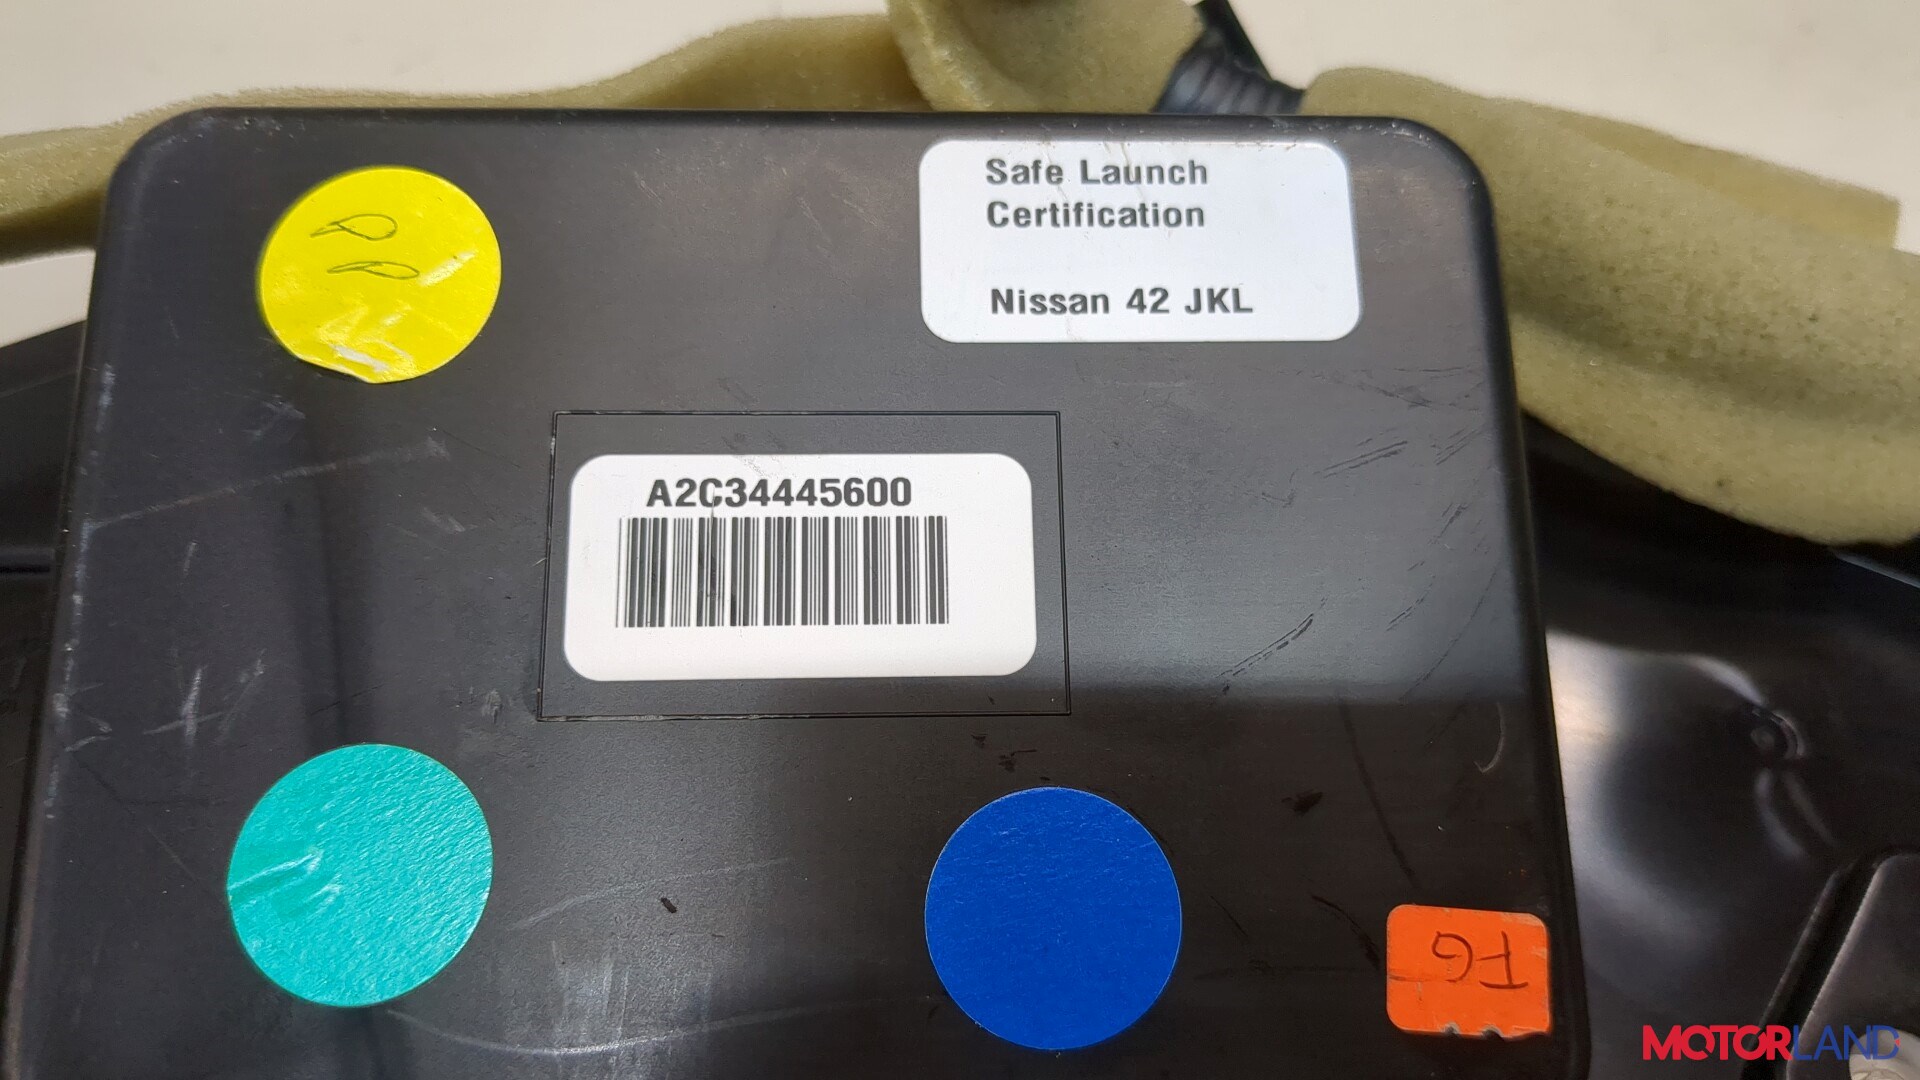 Safe Launch
Certification
Nissan 42 JKL
A2C34445600
FG
MOTORLAND